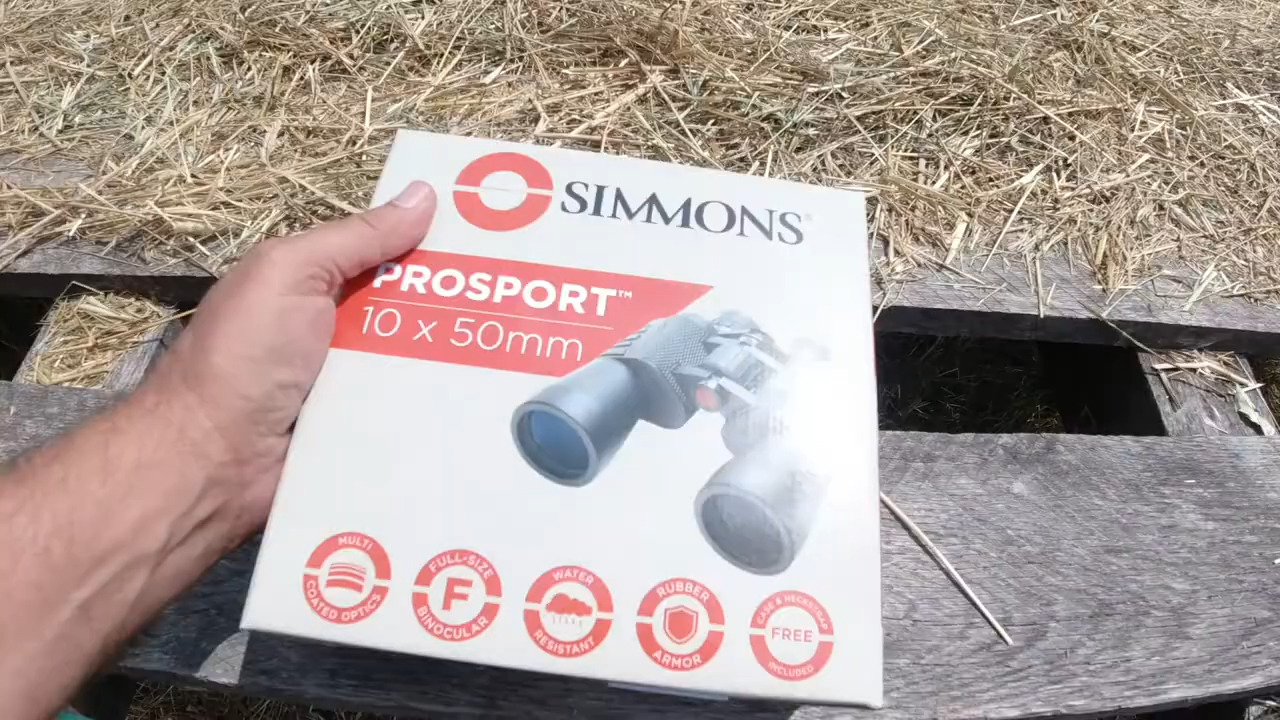 SIMMONS®
PROSPORT™
10 x 50mm
MULTI
COATED OPTICS
FULL-SIZE
F
BINOCULAR
WATER
RESISTANT
RUBBER
ARMOR
CASE & NECKSTRAP
FREE
INCLUDED